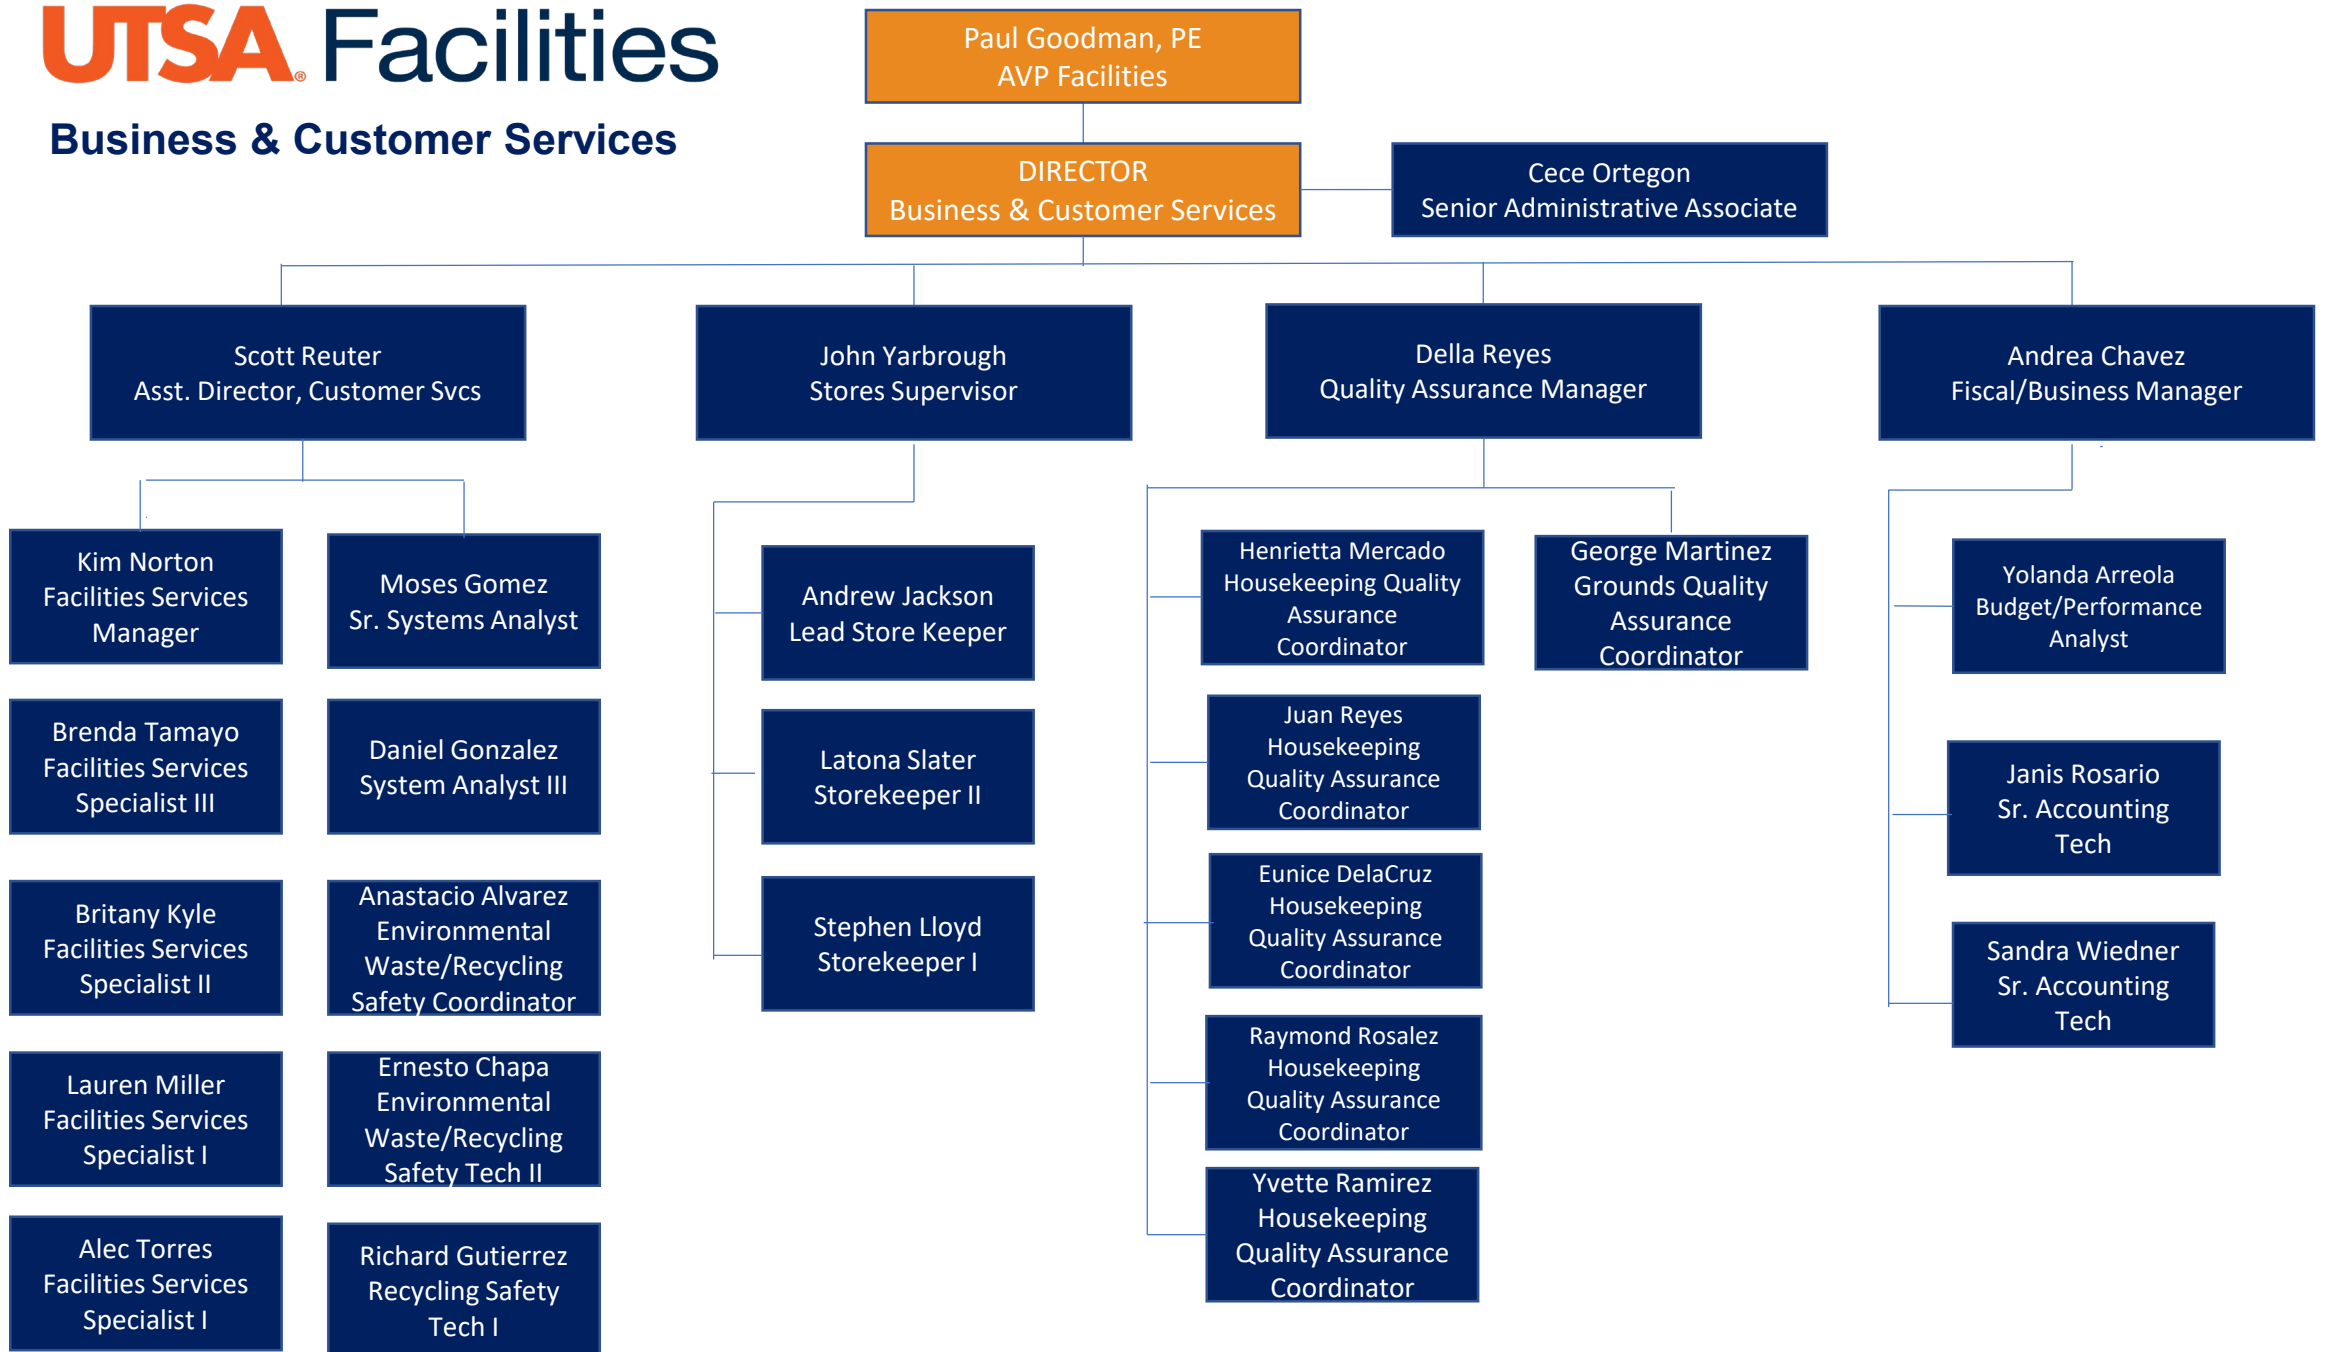 UTSA® Facilities
Business & Customer Services
Paul Goodman, PE
AVP Facilities
DIRECTOR
Business & Customer Services
Cece Ortegon
Senior Administrative Associate
Scott Reuter
Asst. Director, Customer Svcs
John Yarbrough
Stores Supervisor
Della Reyes
Quality Assurance Manager
Andrea Chavez
Fiscal/Business Manager
Kim Norton
Facilities Services
Manager
Brenda Tamayo
Facilities Services
Specialist III
Britany Kyle
Facilities Services
Specialist II
Lauren Miller
Facilities Services
Specialist I
Alec Torres
Facilities Services
Specialist I
Moses Gomez
Sr. Systems Analyst
Daniel Gonzalez
System Analyst III
Anastacio Alvarez
Environmental
Waste/Recycling
Safety Coordinator
Ernesto Chapa
Environmental
Waste/Recycling
Safety Tech II
Richard Gutierrez
Recycling Safety
Tech I
Andrew Jackson
Lead Store Keeper
Latona Slater
Storekeeper II
Stephen Lloyd
Storekeeper I
Henrietta Mercado
Housekeeping Quality
Assurance
Coordinator
Juan Reyes
Housekeeping
Quality Assurance
Coordinator
Eunice DelaCruz
Housekeeping
Quality Assurance
Coordinator
Raymond Rosalez
Housekeeping
Quality Assurance
Coordinator
Yvette Ramirez
Housekeeping
Quality Assurance
Coordinator
George Martinez
Grounds Quality
Assurance
Coordinator
Yolanda Arreola
Budget/Performance
Analyst
Janis Rosario
Sr. Accounting
Tech
Sandra Wiedner
Sr. Accounting
Tech